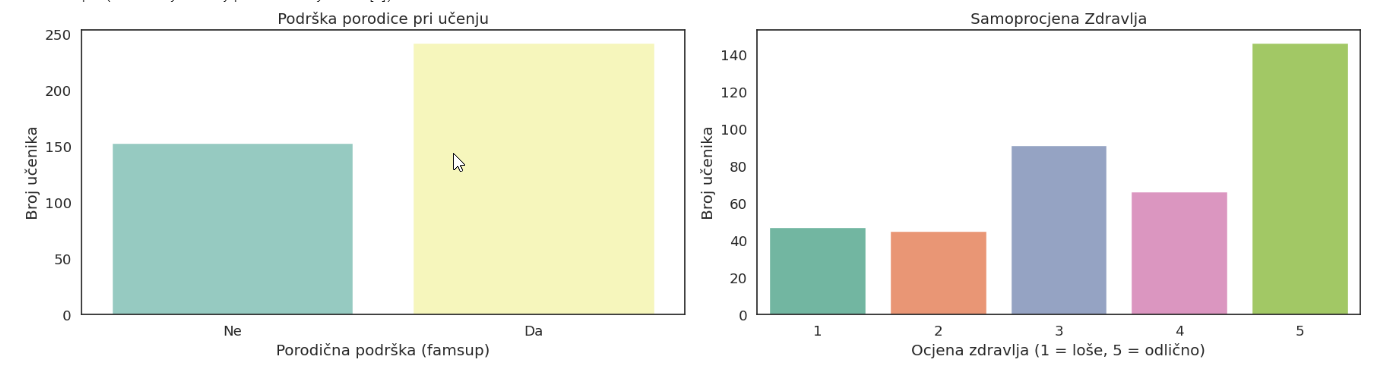 Podrška porodice pri učenju
250
200
150
100
50
0
Broj učenika
Ne
Da
Porodična podrška (famsup)
Samoprocjena Zdravlja
140
120
100
80
60
40
20
0
Broj učenika
1
2
3
4
5
Ocjena zdravlja (1 = loše, 5 = odlično)